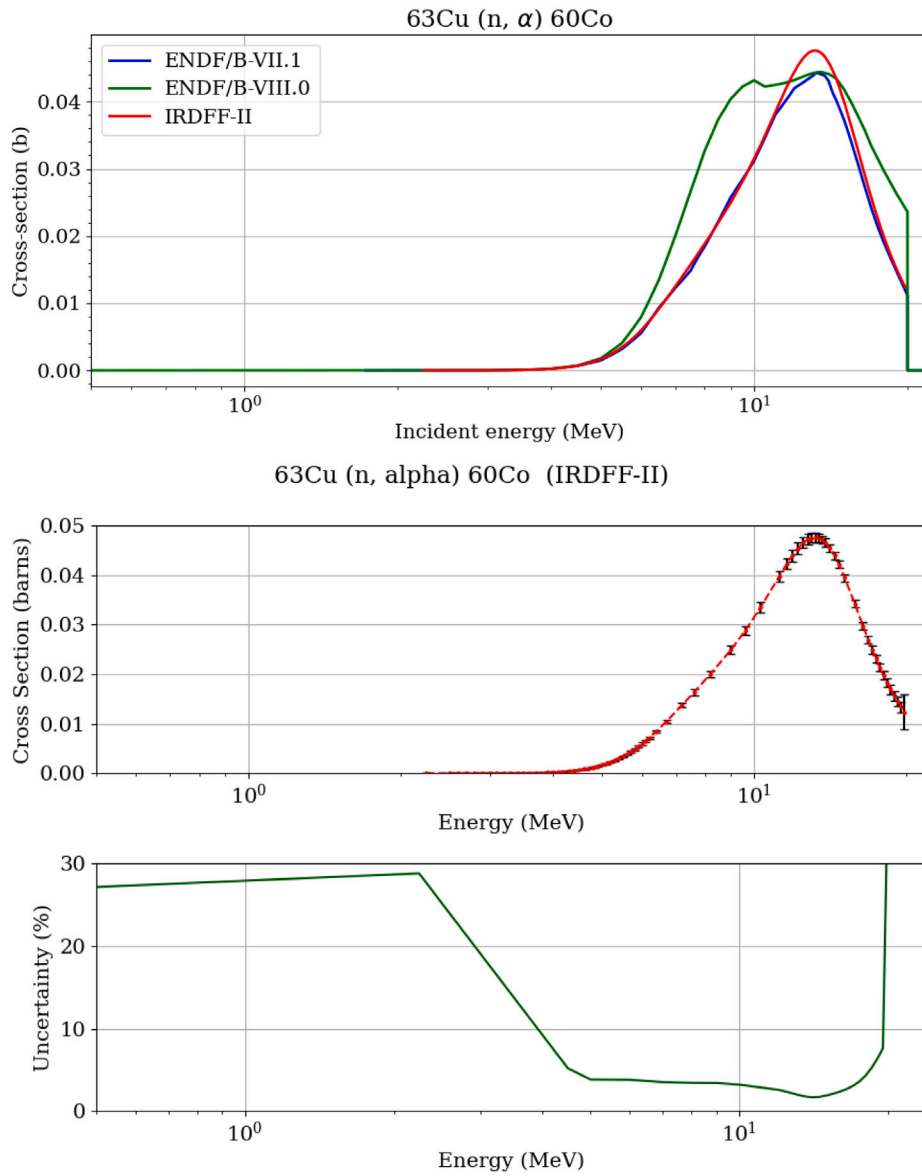 63Cu (n, α) 60Co
ENDF/B-VII.1
ENDF/B-VIII.0
IRDFF-II
Cross-section (b)
0.04
0.03
0.02
0.01
0.00
10⁰
10¹
Incident energy (MeV)
63Cu (n, alpha) 60Co (IRDFF-II)
Cross Section (barns)
0.05
0.04
0.03
0.02
0.01
0.00
10⁰
10¹
Energy (MeV)
Uncertainty (%)
30
20
10
0
10⁰
10¹
Energy (MeV)